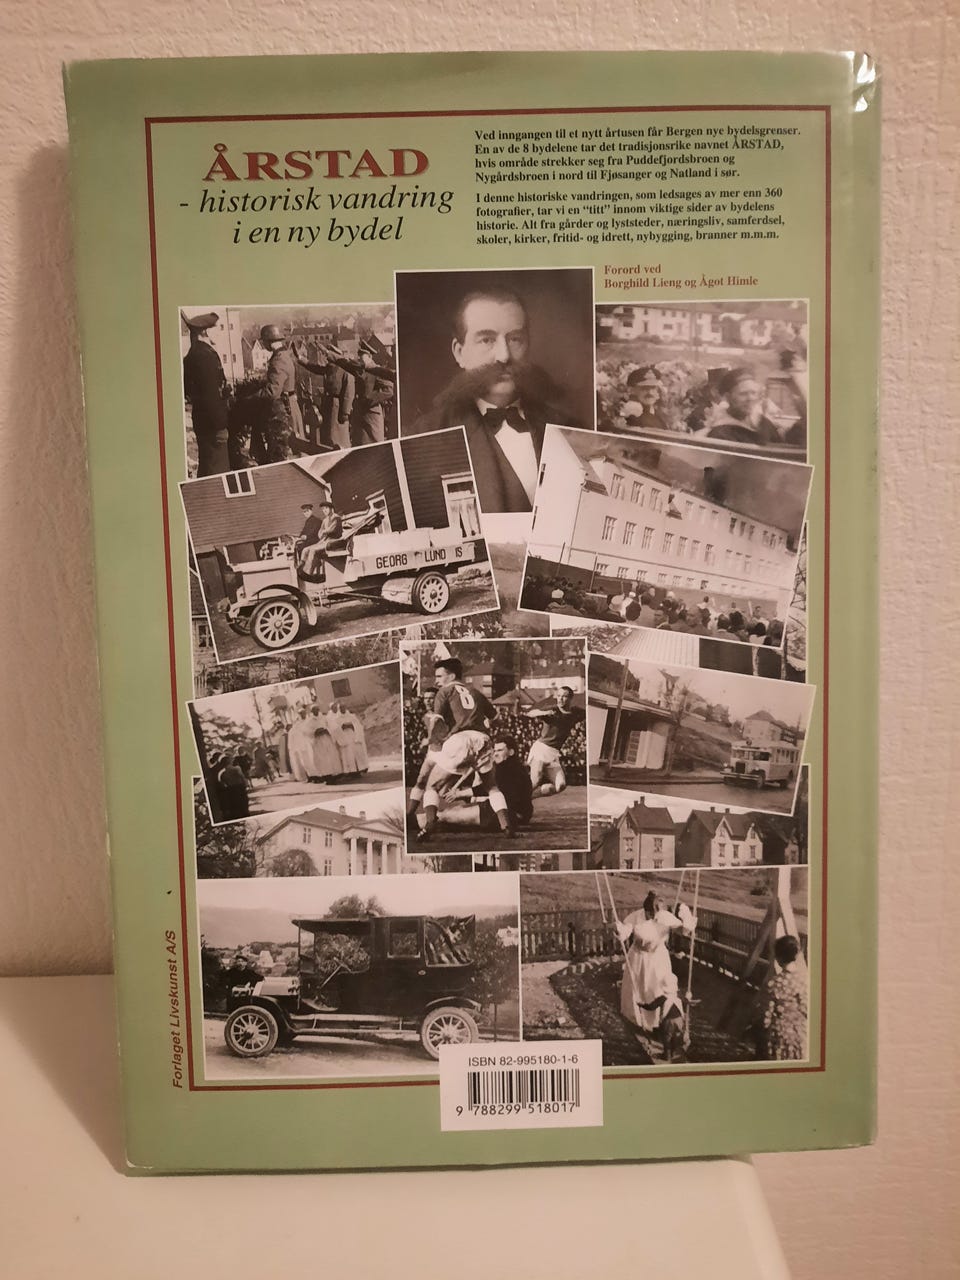 ÅRSTAD
- historisk vandring
i en ny bydel
Ved inngangen til et nytt årtusen får Bergen nye bydelsgrenser.
En av de 8 bydelene tar det tradisjonsrike navnet ÅRSTAD,
hvis område strekker seg fra Puddefjordsbroen og
Nygårdsbroen i nord til Fjøsanger og Natland i sør.
I denne historiske vandringen, som ledsages av mer enn 360
fotografier, tar vi en "titt" innom viktige sider av bydelens
historie. Alt fra gårder og lyststeder, næringsliv, samferdsel,
skoler, kirker, fritid- og idrett, nybygging, branner m.m.m.
Forord ved
Borghild Lieng og Ågot Himle
GEORG LUND IS
8
Forlaget Livskunst A/S
ISBN 82-995180-1-6
9 788299 518017